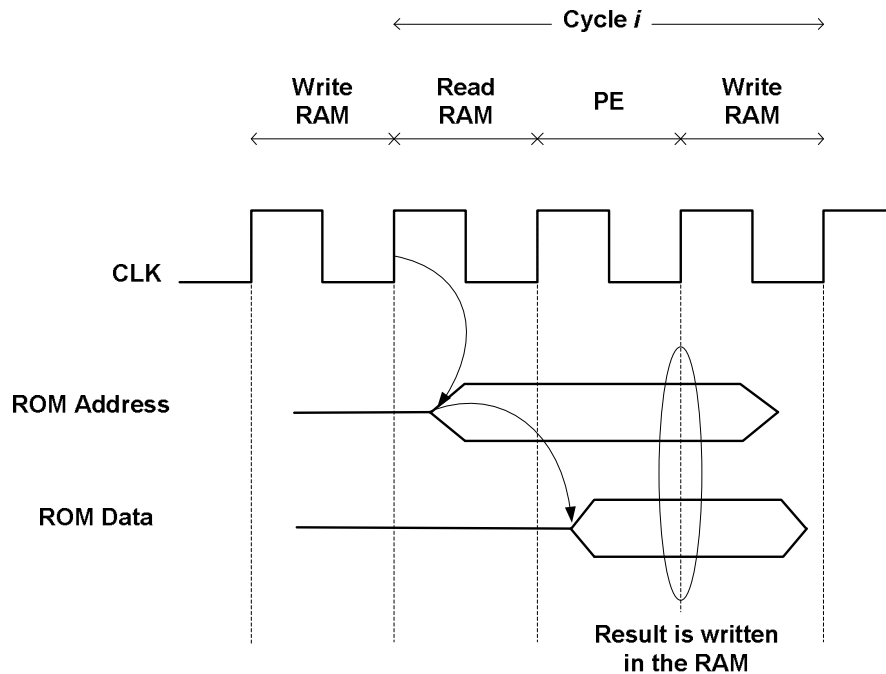 Cycle i
Write Read PE Write
RAM RAM RAM
CLK
ROM Address
ROM Data
Result is written
in the RAM